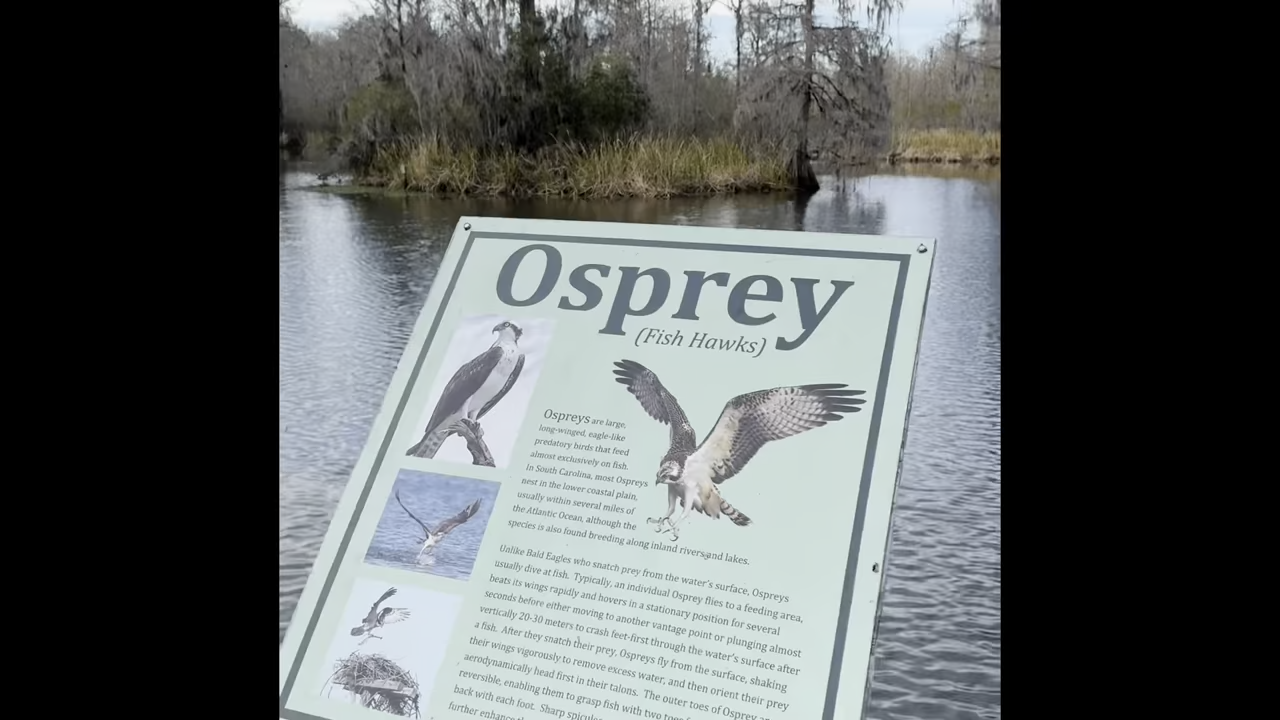 Osprey
(Fish Hawks)
Ospreys are large,
long-winged, eagle-like
predatory birds that feed
almost exclusively on fish.
In South Carolina, most Ospreys
nest in the lower coastal plain,
usually within several miles of
the Atlantic Ocean, although the
species is also found breeding along inland rivers and lakes.
Unlike Bald Eagles who snatch prey from the water's surface, Ospreys
usually dive at fish. Typically, an individual Osprey flies to a feeding area,
beats its wings rapidly and hovers in a stationary position for several
seconds before either moving to another vantage point or plunging almost
vertically 20-30 meters to crash feet-first through the water's surface after
a fish. After they snatch their prey, Ospreys fly from the surface, shaking
their wings vigorously to remove excess water, and then orient their prey
aerodynamically head first in their talons. The outer toes of Osprey
reversible, enabling them to grasp fish with two toes
back with each foot. Sharp
further enhance